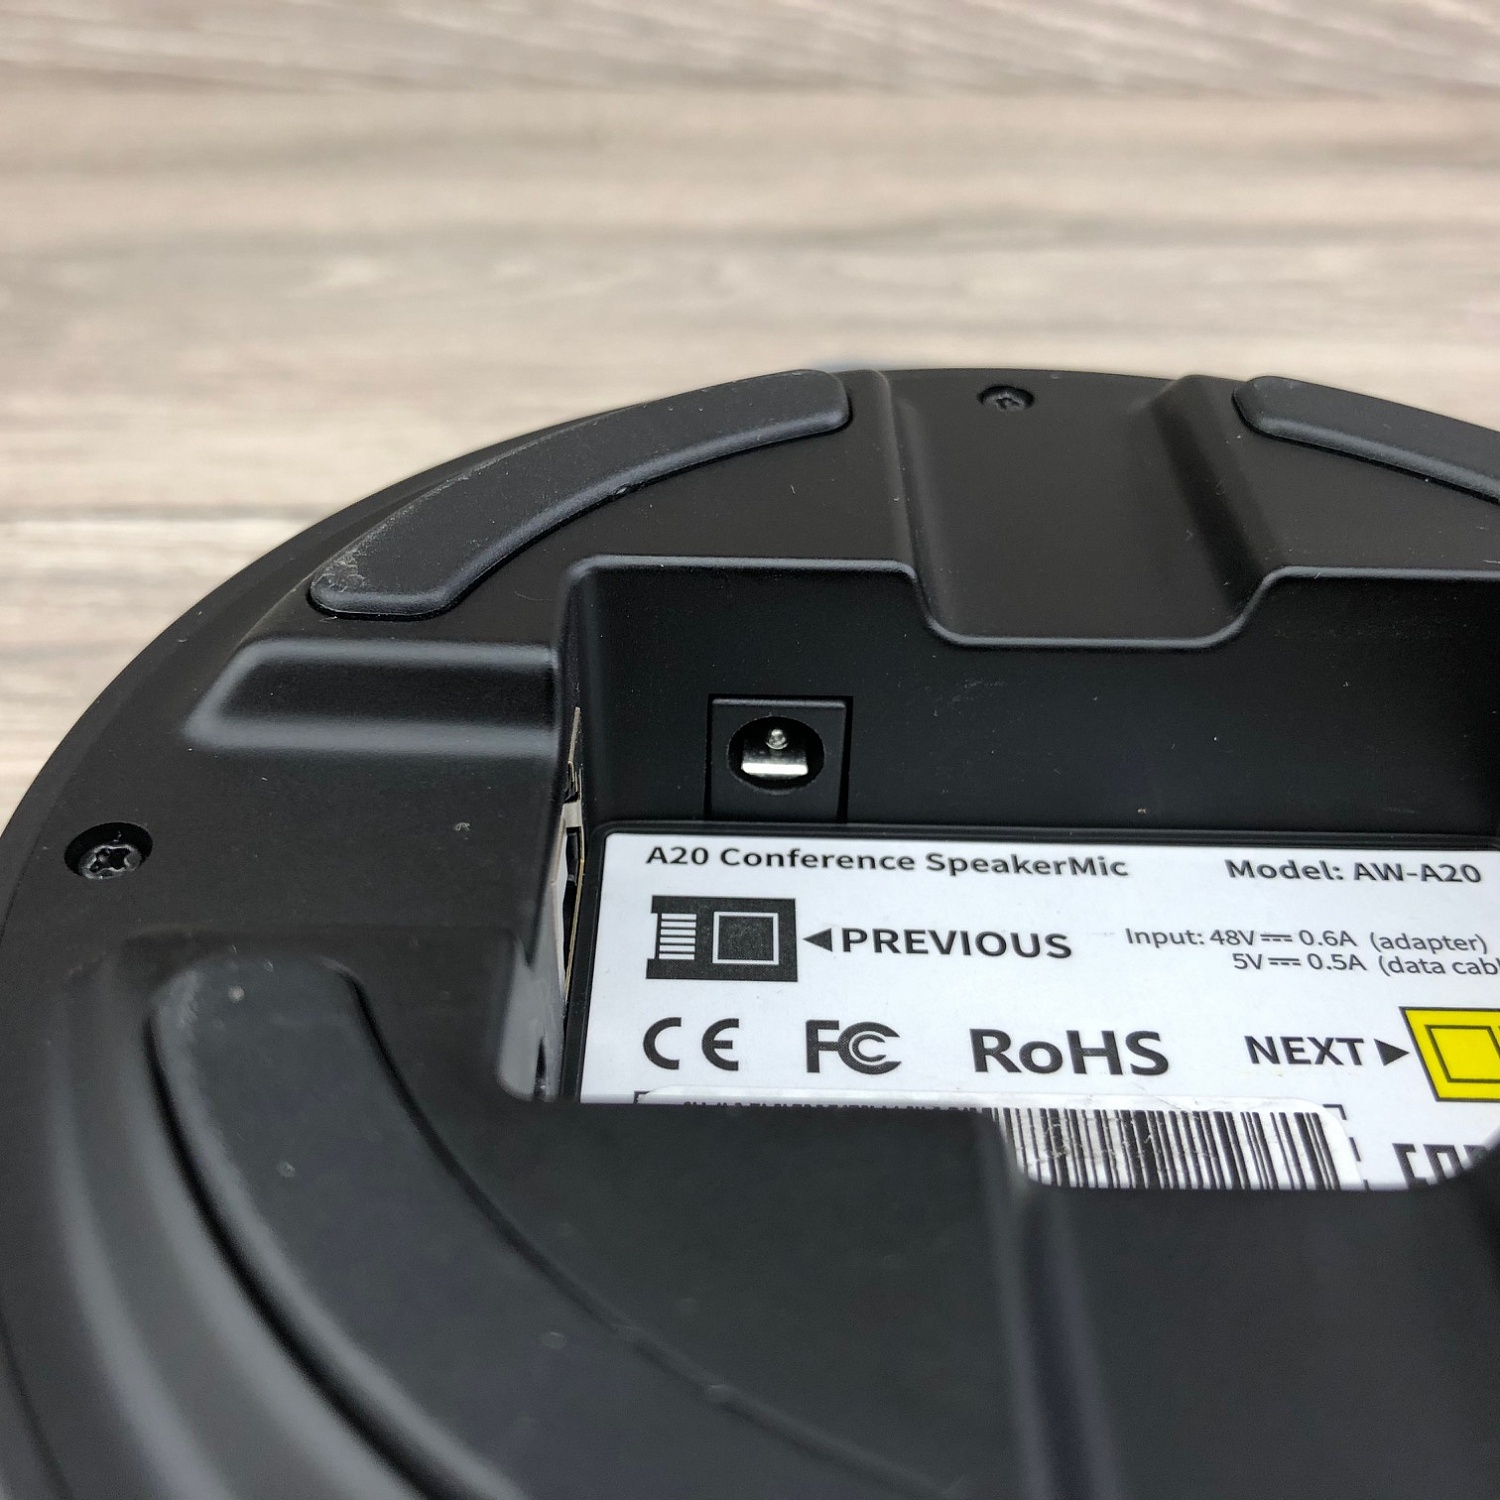 A20 Conference SpeakerMic Model: AW-A20
◀PREVIOUS
Input: 48V⎓0.6A (adapter)
5V⎓0.5A (data
CE FC RoHS NEXT▶